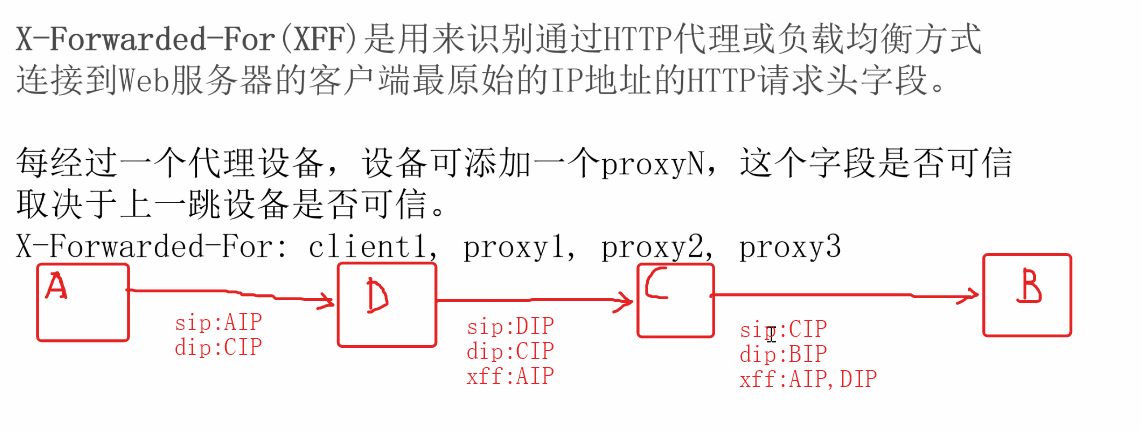 X-Forwarded-For(XFF)是用来识别通过HTTP代理或负载均衡方式
连接到Web服务器的客户端最原始的IP地址的HTTP请求头字段。
每经过一个代理设备，设备可添加一个proxyN，这个字段是否可信
取决于上一跳设备是否可信。
X-Forwarded-For: client1, proxy1, proxy2, proxy3
A
D
C
B
sip:AIP
dip:CIP
sip:DIP
dip:CIP
xff:AIP
sip:CIP
dip:BIP
xff:AIP,DIP